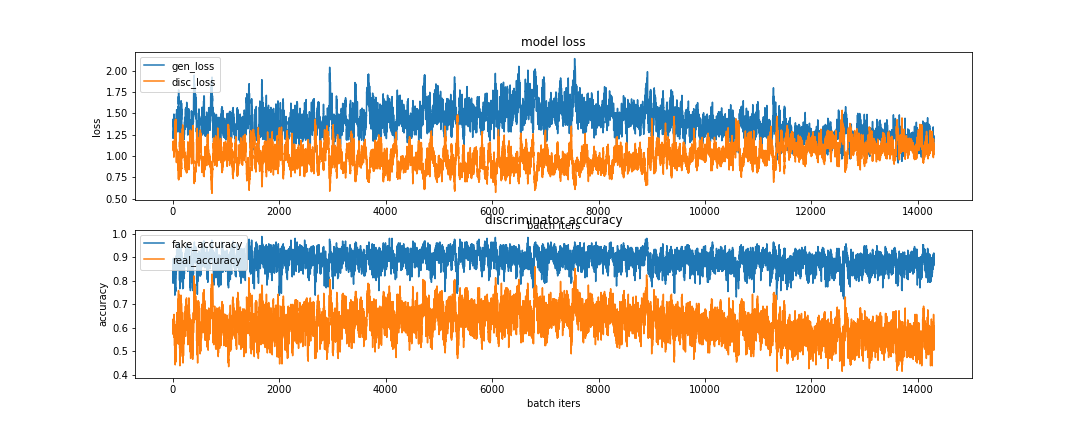 model loss
gen_loss
disc_loss
loss
2.00
1.75
1.50
1.25
1.00
0.75
0.50
0 2000 4000 6000 8000 10000 12000 14000
batch iters
discriminator accuracy
fake_accuracy
real_accuracy
accuracy
1.0
0.9
0.8
0.7
0.6
0.5
0.4
0 2000 4000 6000 8000 10000 12000 14000
batch iters